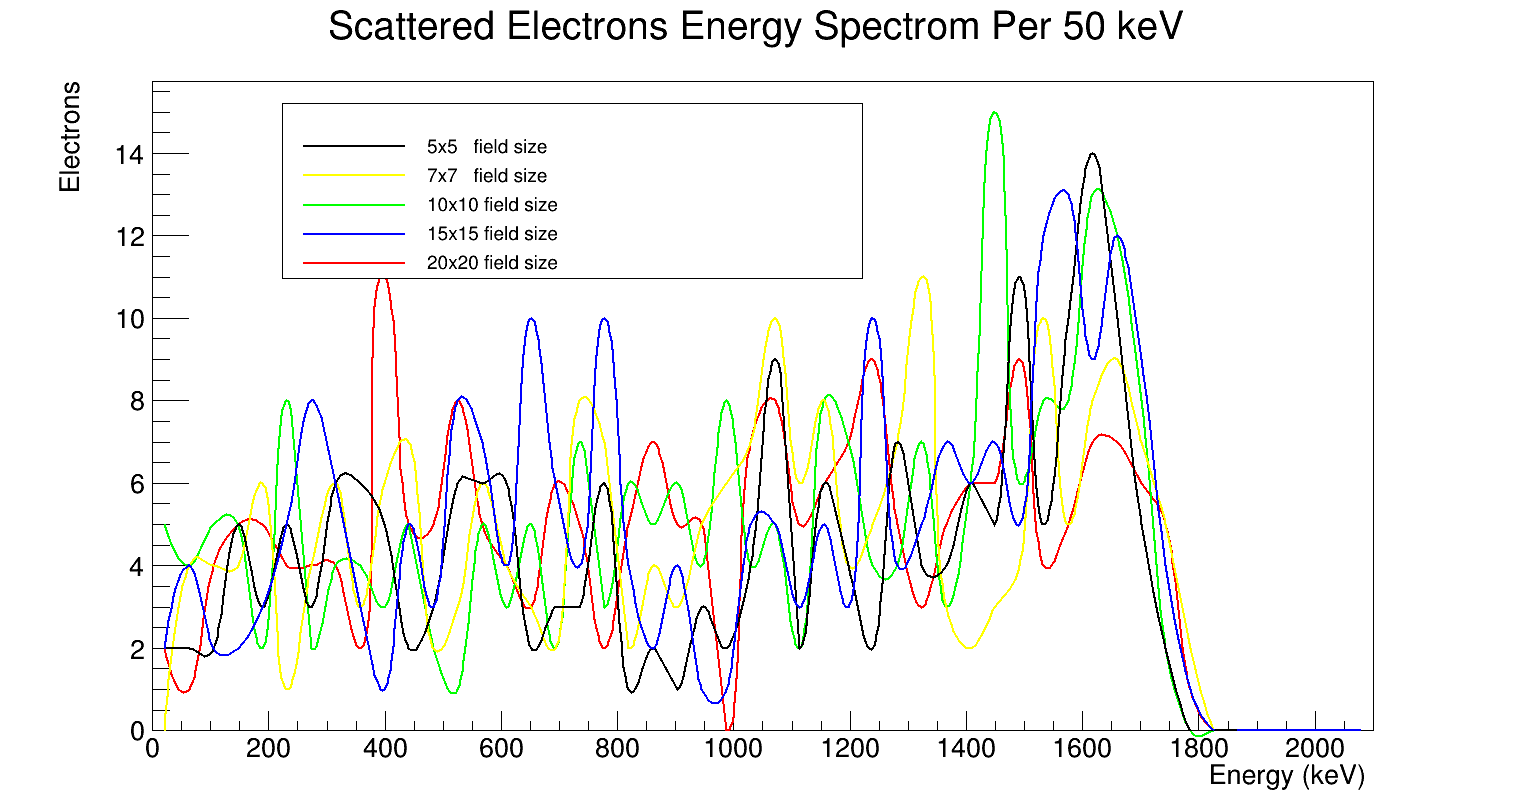 Scattered Electrons Energy Spectrom Per 50 keV
Electrons
5x5 field size
7x7 field size
10x10 field size
15x15 field size
20x20 field size
14
12
10
8
6
4
2
0
0 200 400 600 800 1000 1200 1400 1600 1800 2000
Energy (keV)